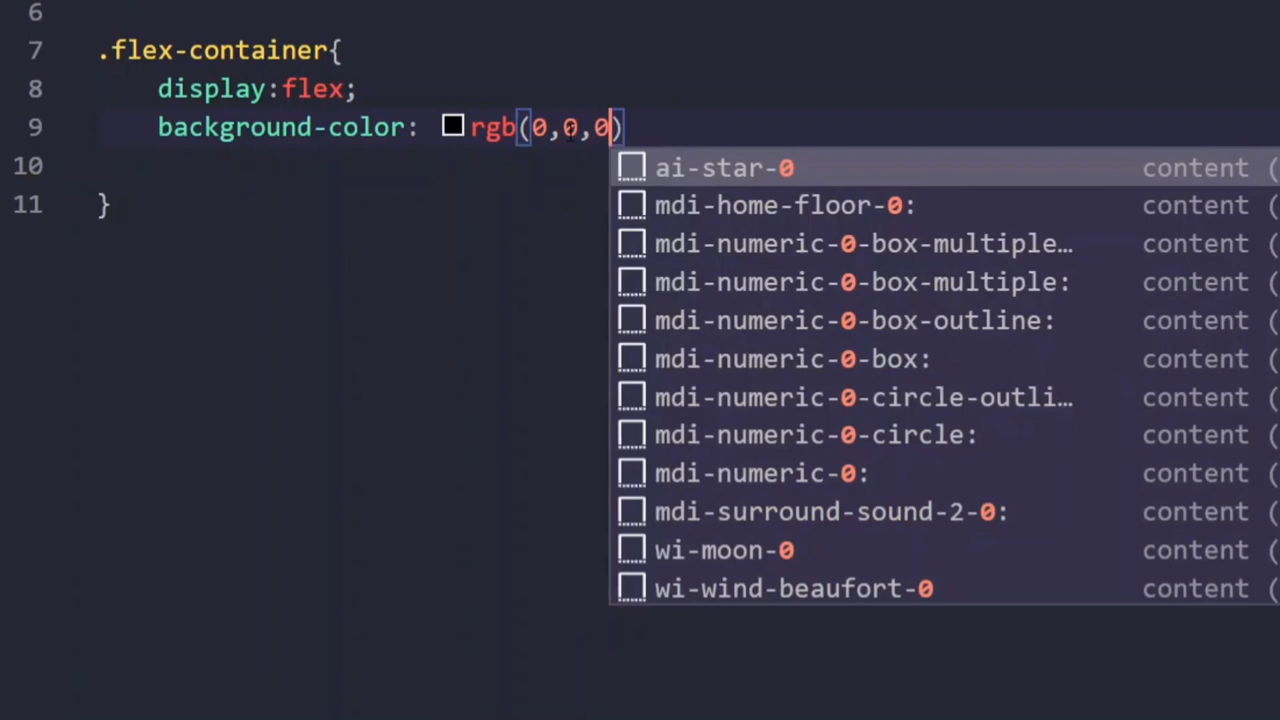 6
7 .flex-container{
8 display:flex;
9 background-color: rgb(0,0,0)
10
11 }
ai-star-0 content (
mdi-home-floor-0: content (
mdi-numeric-0-box-multiple… content (
mdi-numeric-0-box-multiple: content (
mdi-numeric-0-box-outline: content (
mdi-numeric-0-box: content (
mdi-numeric-0-circle-outli… content (
mdi-numeric-0-circle: content (
mdi-numeric-0: content (
mdi-surround-sound-2-0: content (
wi-moon-0 content (
wi-wind-beaufort-0 content (